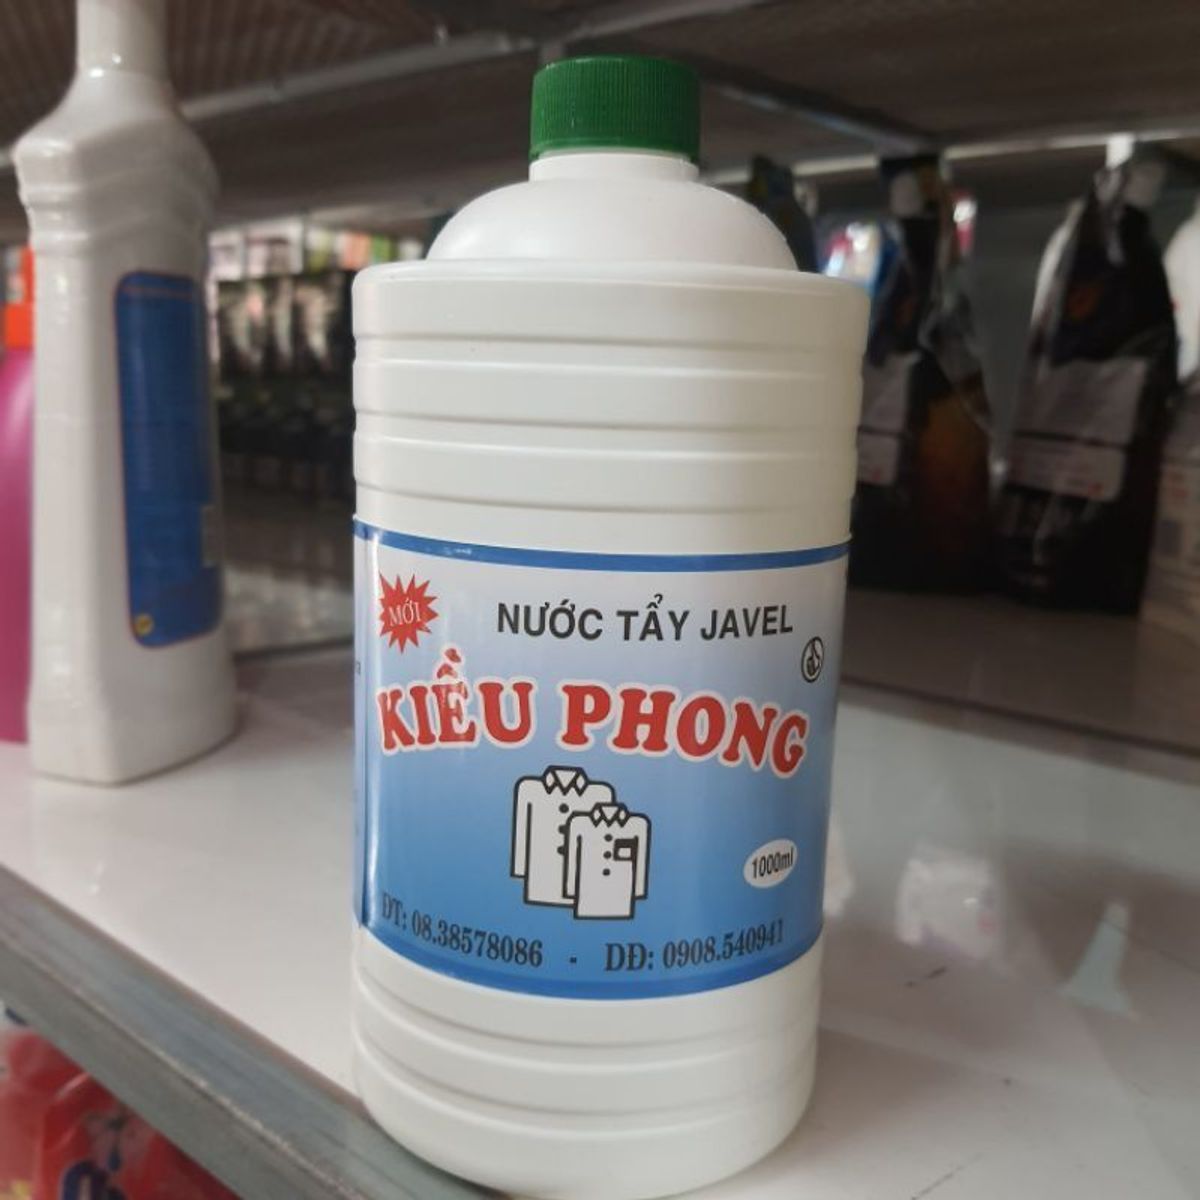 MỚI
NƯỚC TẨY JAVEL
KIỀU PHONG
1000ml
ĐT: 08.38578086 - DĐ: 0908.540941